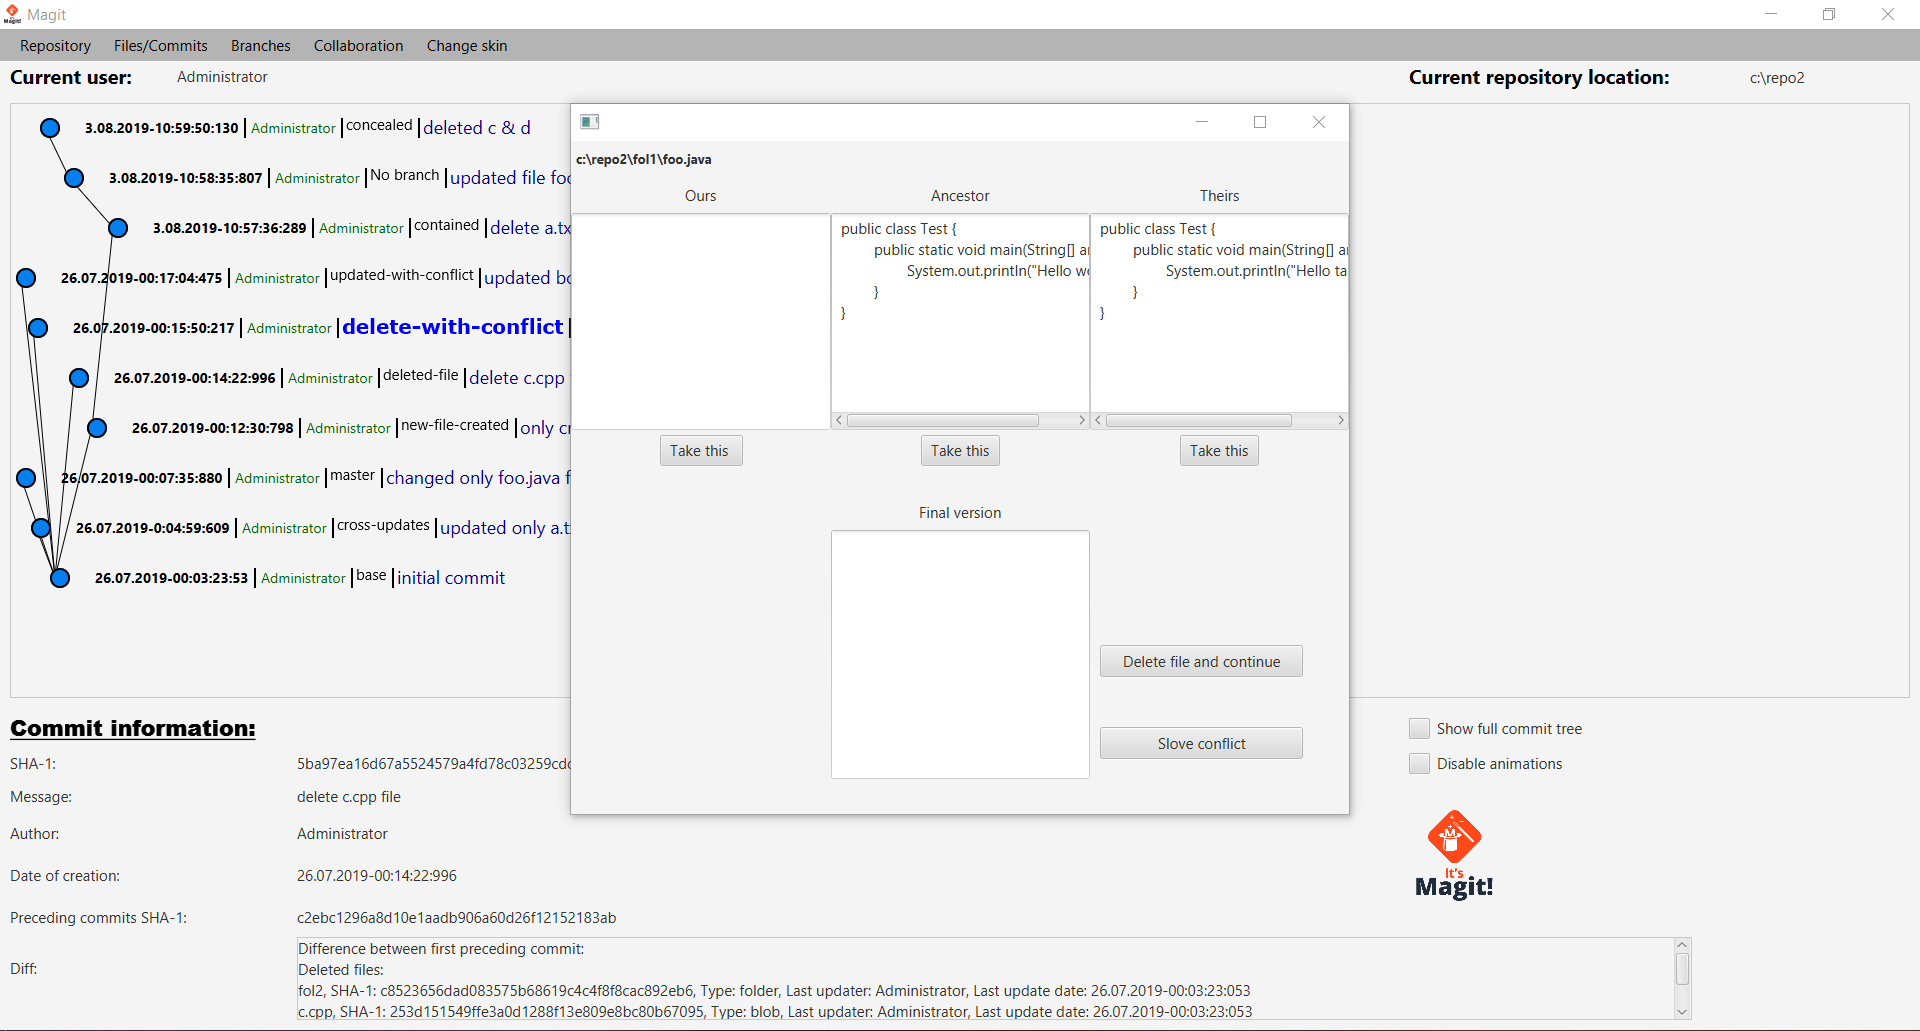 Magit
Repository Files/Commits Branches Collaboration Change skin
Current user: Administrator Current repository location: c:\repo2
3.08.2019-10:59:50:130 Administrator concealed deleted c & d
3.08.2019-10:58:35:807 Administrator No branch updated file
3.08.2019-10:57:36:289 Administrator contained delete
26.07.2019-00:17:04:475 Administrator updated-with-conflict updated
26.07.2019-00:15:50:217 Administrator delete-with-conflict
26.07.2019-00:14:22:996 Administrator deleted-file delete c.cpp
26.07.2019-00:12:30:798 Administrator new-file-created only
26.07.2019-00:07:35:880 Administrator master changed only foo.java
26.07.2019-0:04:59:609 Administrator cross-updates updated only
26.07.2019-00:03:23:53 Administrator base initial commit
c:\repo2\fol1\foo.java
Ours Ancestor Theirs
public class Test {
public static void main(String[]
System.out.println("Hello
}
}
public class Test {
public static void main(String[]
System.out.println("Hello
}
}
Take this Take this Take this
Final version
Delete file and continue
Slove conflict
Commit information:
SHA-1: 5ba97ea16d67a5524579a4fd78c03259cdc
Message: delete c.cpp file
Author: Administrator
Date of creation: 26.07.2019-00:14:22:996
Preceding commits SHA-1: c2ebc1296a8d10e1aadb906a60d26f12152183ab
Diff:
Difference between first preceding commit:
Deleted files:
fol2, SHA-1: c8523656dad083575b68619c4c4f8f8cac892eb6, Type: folder, Last updater: Administrator, Last update date: 26.07.2019-00:03:23:053
c.cpp, SHA-1: 253d151549ffe3a0d1288f13e809e8bc80b67095, Type: blob, Last updater: Administrator, Last update date: 26.07.2019-00:03:23:053
Show full commit tree
Disable animations
It's
Magit!